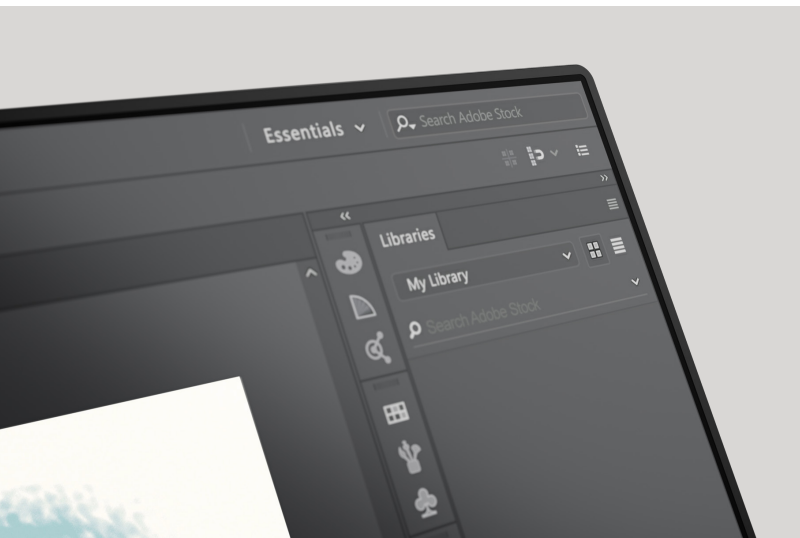 Essentials
Search Adobe Stock
Libraries
My Library
Search Adobe Stock